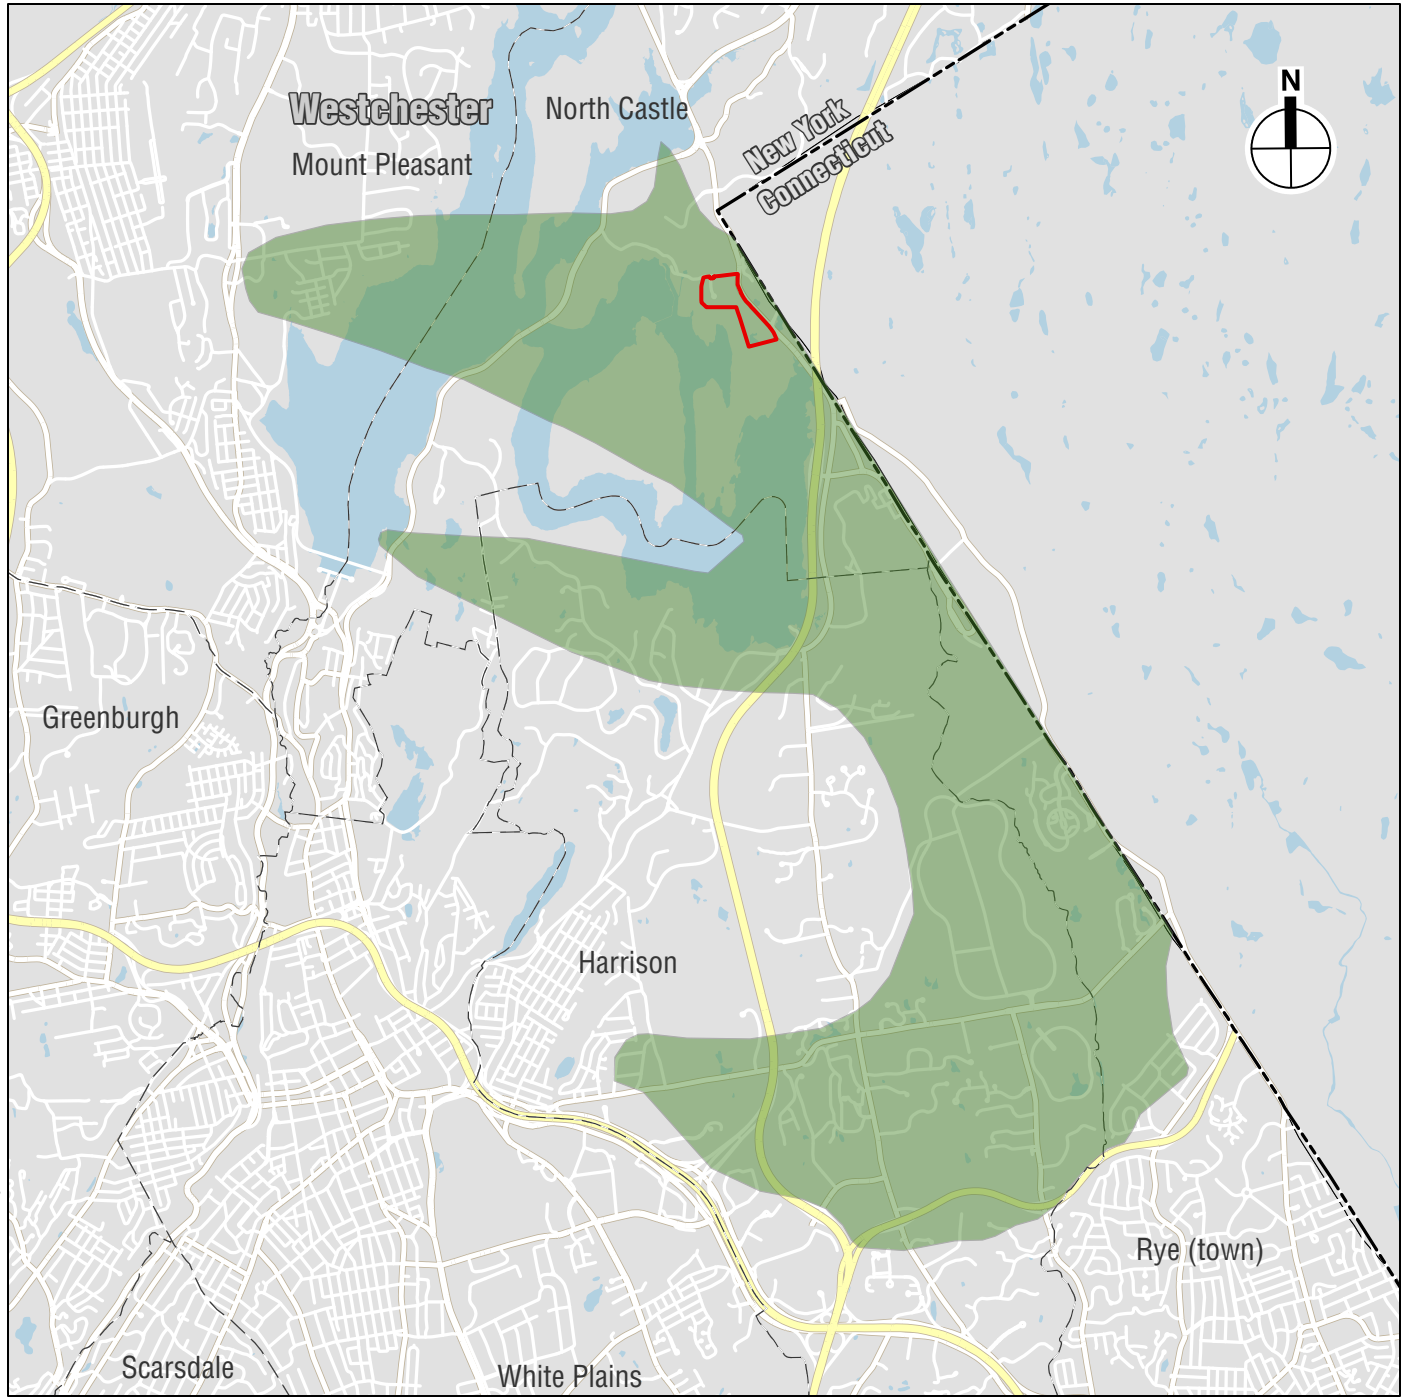 N
Westchester
North Castle
New York
Connecticut
Mount Pleasant
Greenburgh
Harrison
Rye (town)
Scarsdale
White Plains